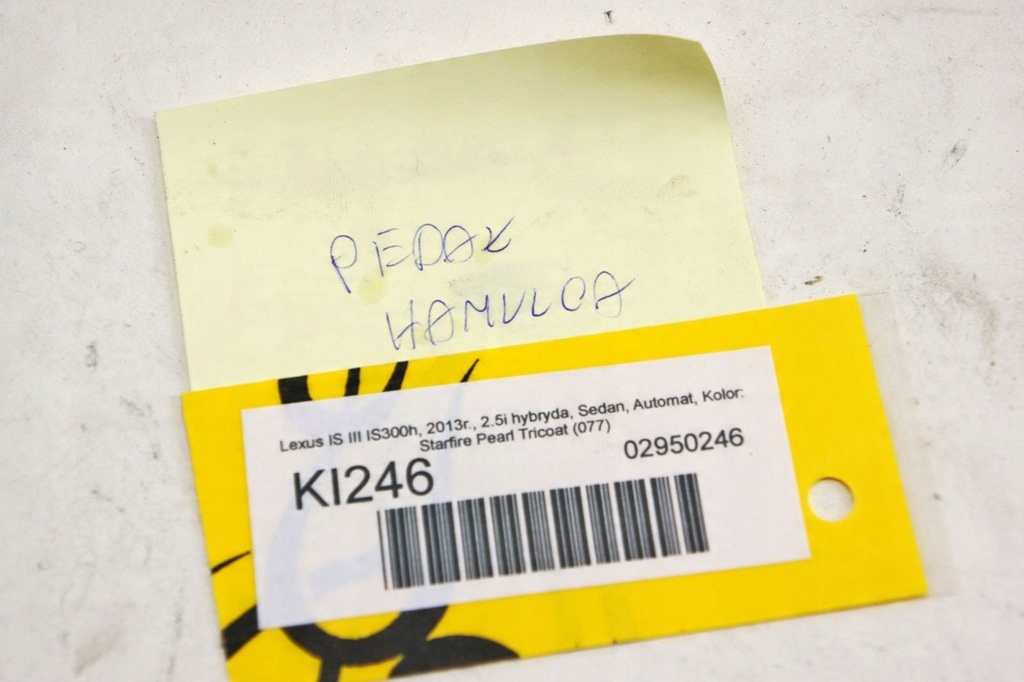 PEDAŁ
HAMULCA
Lexus IS III IS300h, 2013r., 2.5i hybryda, Sedan, Automat, Kolor:
Starfire Pearl Tricoat (077)
02950246
KI246